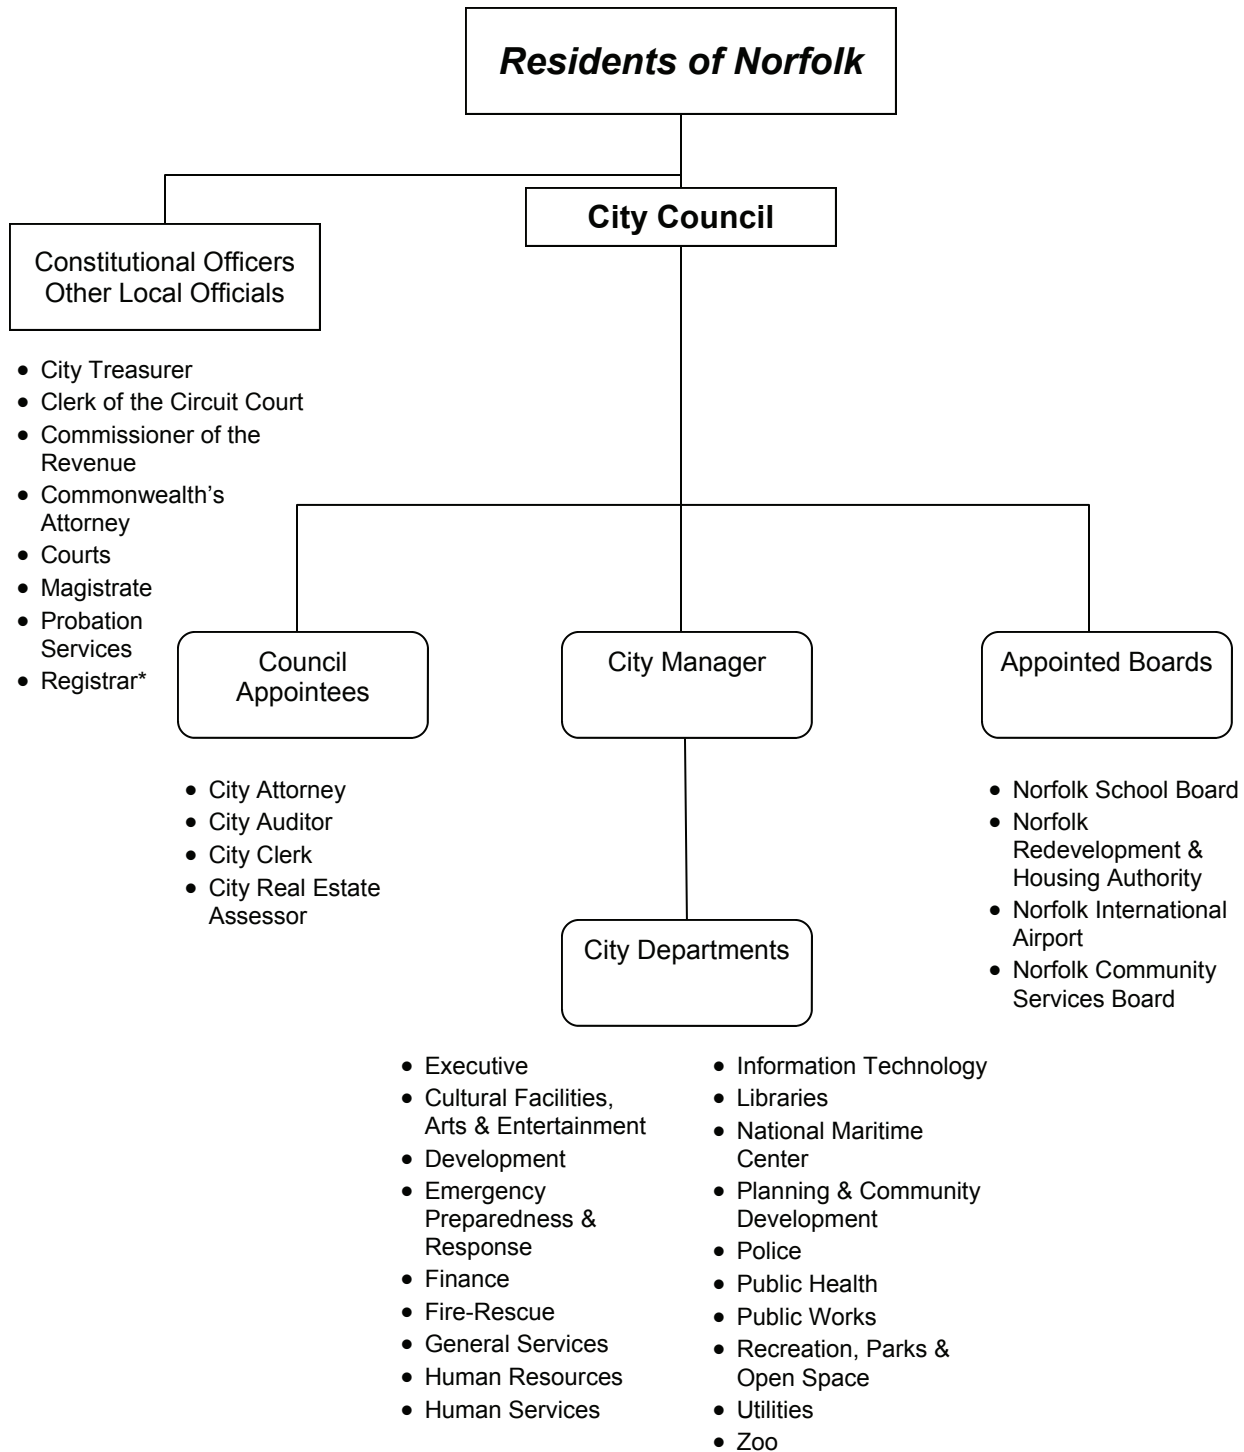 Residents of Norfolk
City Council
Constitutional Officers
Other Local Officials
• City Treasurer
• Clerk of the Circuit Court
• Commissioner of the
Revenue
• Commonwealth’s
Attorney
• Courts
• Magistrate
• Probation
Services
• Registrar*
Council
Appointees
• City Attorney
• City Auditor
• City Clerk
• City Real Estate
Assessor
City Manager
City Departments
• Executive
• Cultural Facilities,
Arts & Entertainment
• Development
• Emergency
Preparedness &
Response
• Finance
• Fire-Rescue
• General Services
• Human Resources
• Human Services
• Information Technology
• Libraries
• National Maritime
Center
• Planning & Community
Development
• Police
• Public Health
• Public Works
• Recreation, Parks &
Open Space
• Utilities
• Zoo
Appointed Boards
• Norfolk School Board
• Norfolk
Redevelopment &
Housing Authority
• Norfolk International
Airport
• Norfolk Community
Services Board